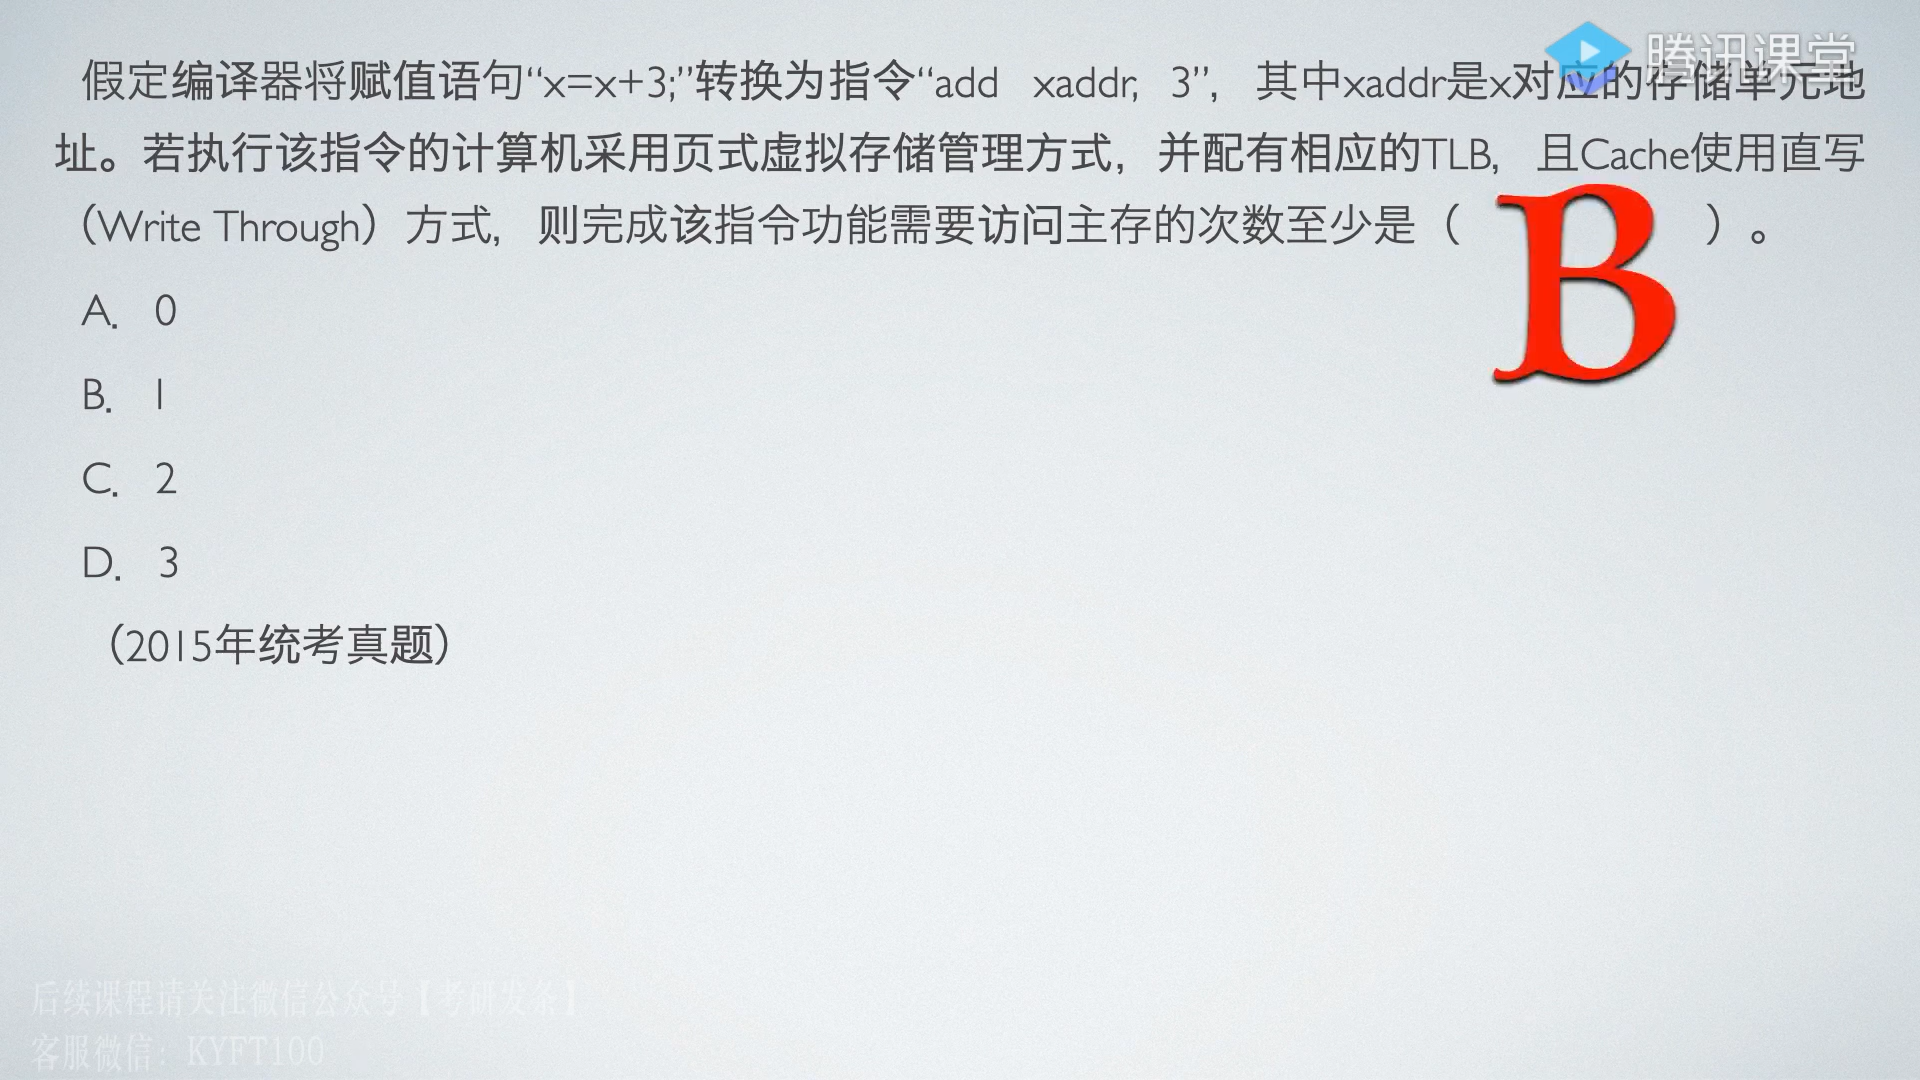 腾讯课堂
假定编译器将赋值语句“x=x+3;”转换为指令“add xaddr, 3”，其中xaddr是x对应的存储单元地
址。若执行该指令的计算机采用页式虚拟存储管理方式，并配有相应的TLB，且Cache使用直写
（Write Through）方式，则完成该指令功能需要访问主存的次数至少是（ B ）。
A. 0
B. 1
C. 2
D. 3
（2015年统考真题）
后续课程请关注微信公众号【考研发条】
客服微信：KYFT100